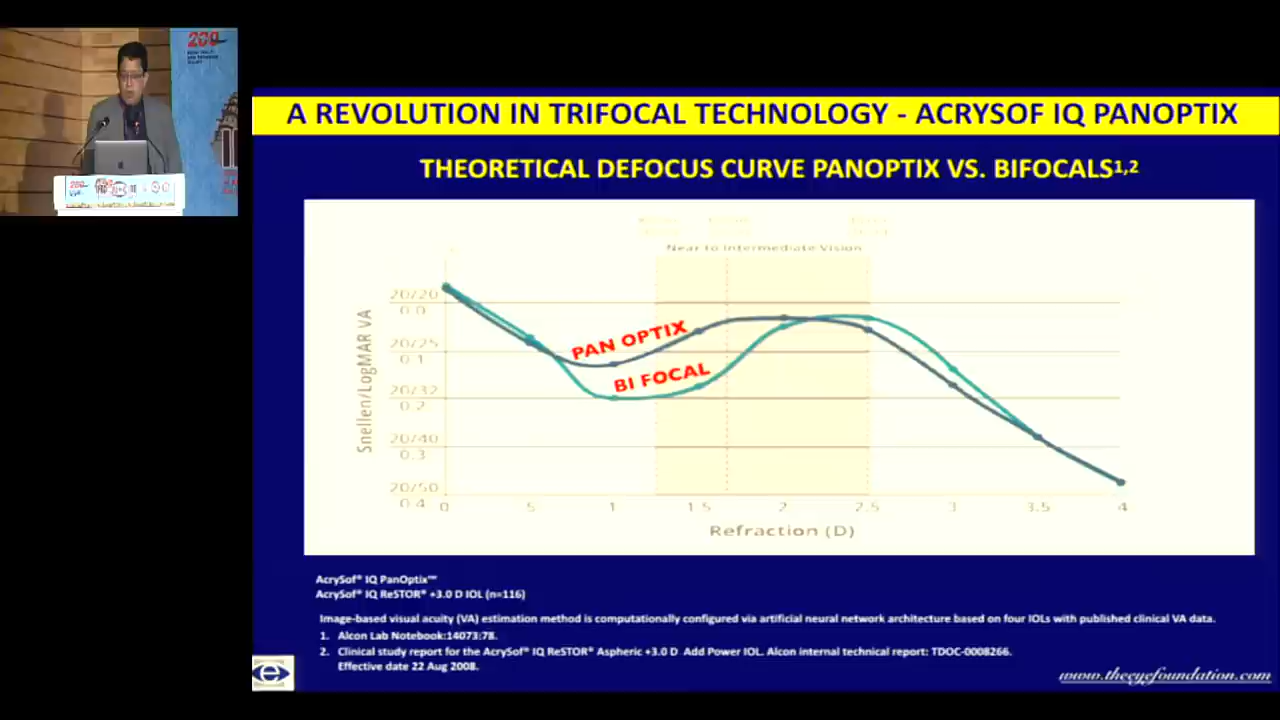 200
A REVOLUTION IN TRIFOCAL TECHNOLOGY - ACRYSOF IQ PANOPTIX
THEORETICAL DEFOCUS CURVE PANOPTIX VS. BIFOCALS1,2
Near to Intermediate Vision
Snellen/LogMAR VA
20/20
0.0
20/25
0.1
20/32
0.2
20/40
0.3
20/50
0.4
PAN OPTIX
BI FOCAL
0 .5 1 1.5 2 2.5 3 3.5 4
Refraction (D)
AcrySof® IQ PanOptix™
AcrySof® IQ ReSTOR® +3.0 D IOL (n=116)
Image-based visual acuity (VA) estimation method is computationally configured via artificial neural network architecture based on four IOLs with published clinical VA data.
1. Alcon Lab Notebook:14073:78.
2. Clinical study report for the AcrySof® IQ ReSTOR® Aspheric +3.0 D Add Power IOL. Alcon internal technical report: TDOC-0008266.
Effective date 22 Aug 2008.
www.theeyefoundation.com